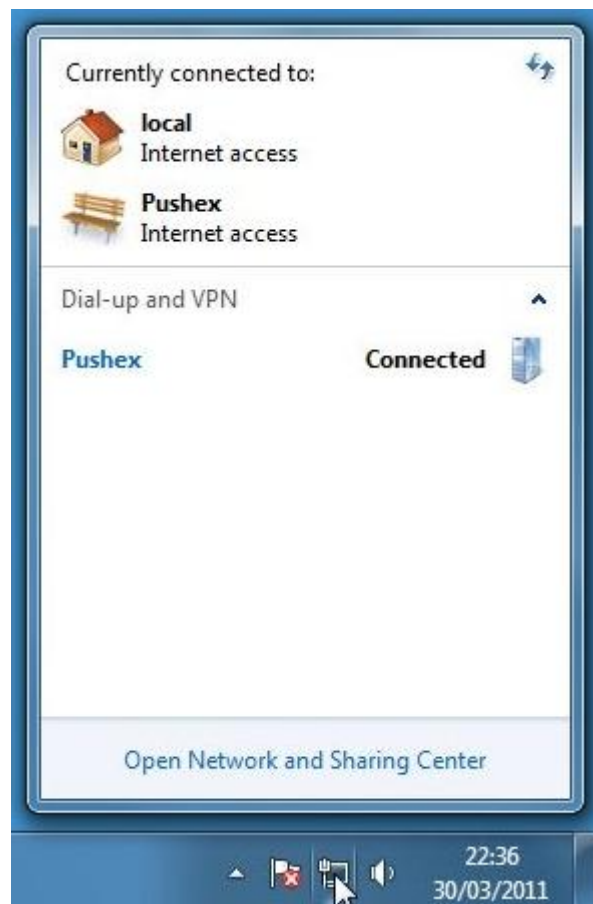 Currently connected to:
local
Internet access
Pushex
Internet access
Dial-up and VPN
Pushex Connected
Open Network and Sharing Center
22:36
30/03/2011